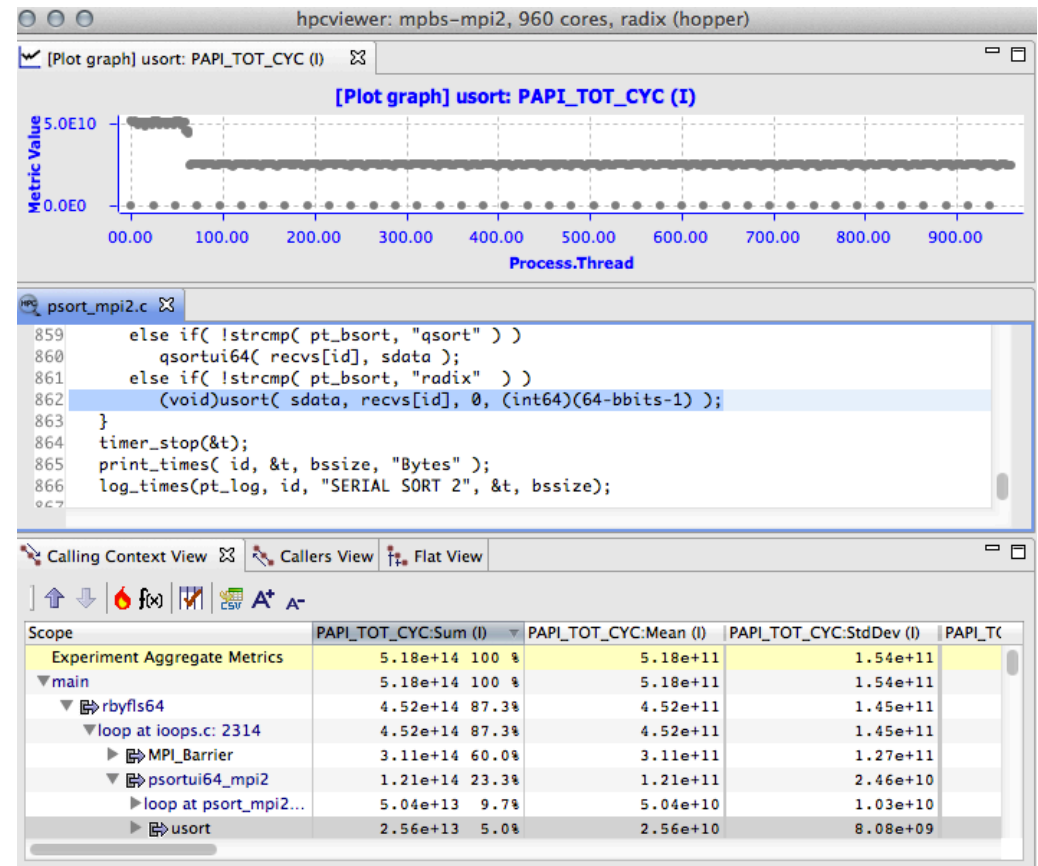 hpcviewer: mpbs-mpi2, 960 cores, radix (hopper)
[Plot graph] usort: PAPI_TOT_CYC (I)
[Plot graph] usort: PAPI_TOT_CYC (I)
Metric Value
5.0E10
0.0E0
00.00 100.00 200.00 300.00 400.00 500.00 600.00 700.00 800.00 900.00
Process.Thread
HPC psort_mpi2.c
859 else if( !strcmp( pt_bsort, "qsort" ) )
860 qsortui64( recvs[id], sdata );
861 else if( !strcmp( pt_bsort, "radix"  ) )
862 (void)usort( sdata, recvs[id], 0, (int64)(64-bbits-1) );
863 }
864 timer_stop(&t);
865 print_times( id, &t, bssize, "Bytes" );
866 log_times(pt_log, id, "SERIAL SORT 2", &t, bssize);
867
Calling Context View Callers View Flat View
f(x) CSV A+ A-
Scope PAPI_TOT_CYC:Sum (I) PAPI_TOT_CYC:Mean (I) PAPI_TOT_CYC:StdDev (I) PAPI_TC
Experiment Aggregate Metrics 5.18e+14 100 % 5.18e+11 1.54e+11
main 5.18e+14 100 % 5.18e+11 1.54e+11
rbyfls64 4.52e+14 87.3% 4.52e+11 1.45e+11
loop at ioops.c: 2314 4.52e+14 87.3% 4.52e+11 1.45e+11
MPI_Barrier 3.11e+14 60.0% 3.11e+11 1.27e+11
psortui64_mpi2 1.21e+14 23.3% 1.21e+11 2.46e+10
loop at psort_mpi2... 5.04e+13 9.7% 5.04e+10 1.03e+10
usort 2.56e+13 5.0% 2.56e+10 8.08e+09